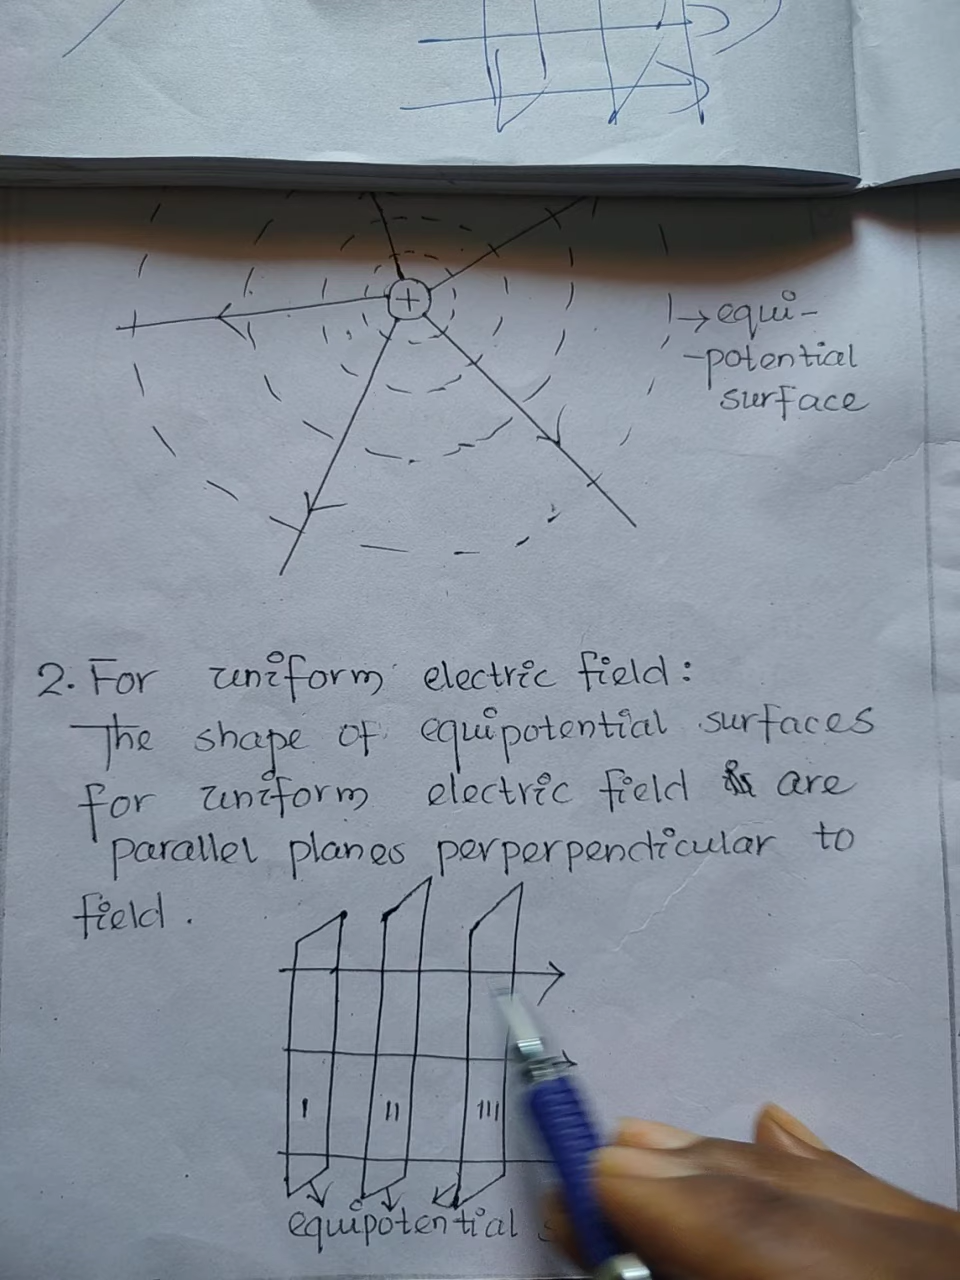 +
→equi-
-potential
surface
2. For uniform electric field:
The shape of equipotential surfaces
for uniform electric field are
parallel planes perperpendicular to
field.
I II III
equipotential s